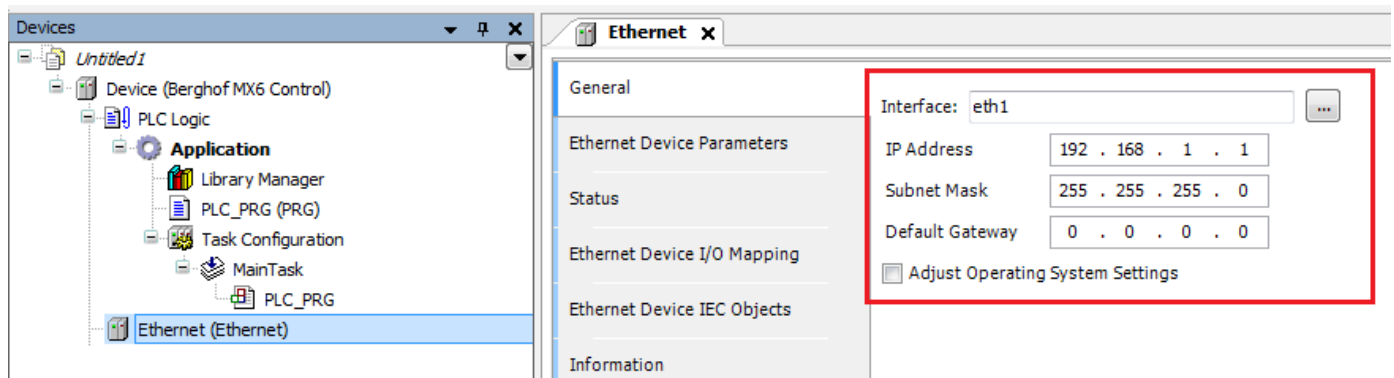 Devices
Untitled1
Device (Berghof MX6 Control)
PLC Logic
Application
Library Manager
PLC_PRG (PRG)
Task Configuration
MainTask
PLC_PRG
Ethernet (Ethernet)
Ethernet
General
Ethernet Device Parameters
Status
Ethernet Device I/O Mapping
Ethernet Device IEC Objects
Information
Interface: eth1 ...
IP Address 192 . 168 . 1 . 1
Subnet Mask 255 . 255 . 255 . 0
Default Gateway 0 . 0 . 0 . 0
Adjust Operating System Settings